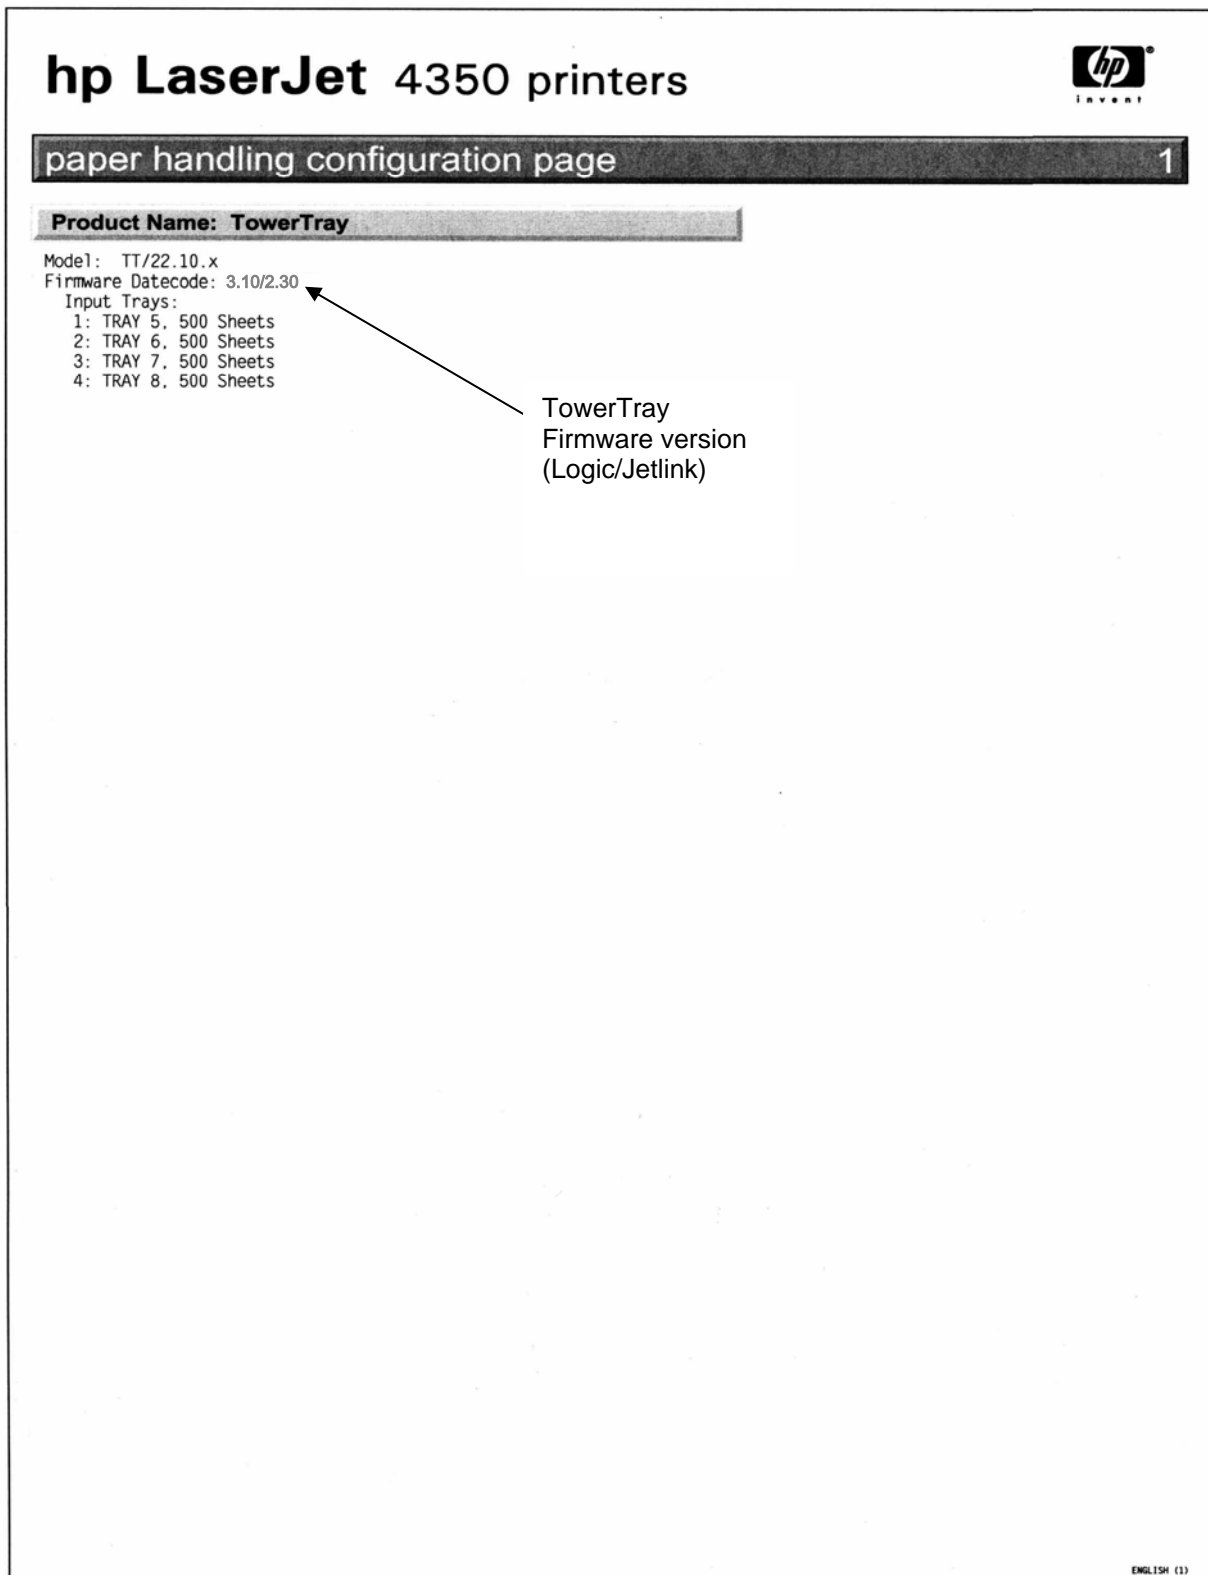 hp LaserJet 4350 printers
hp
invent
paper handling configuration page 1
Product Name: TowerTray
Model: TT/22.10.x
Firmware Datecode: 3.10/2.30
Input Trays:
1: TRAY 5, 500 Sheets
2: TRAY 6, 500 Sheets
3: TRAY 7, 500 Sheets
4: TRAY 8, 500 Sheets
TowerTray
Firmware version
(Logic/Jetlink)
ENGLISH (1)